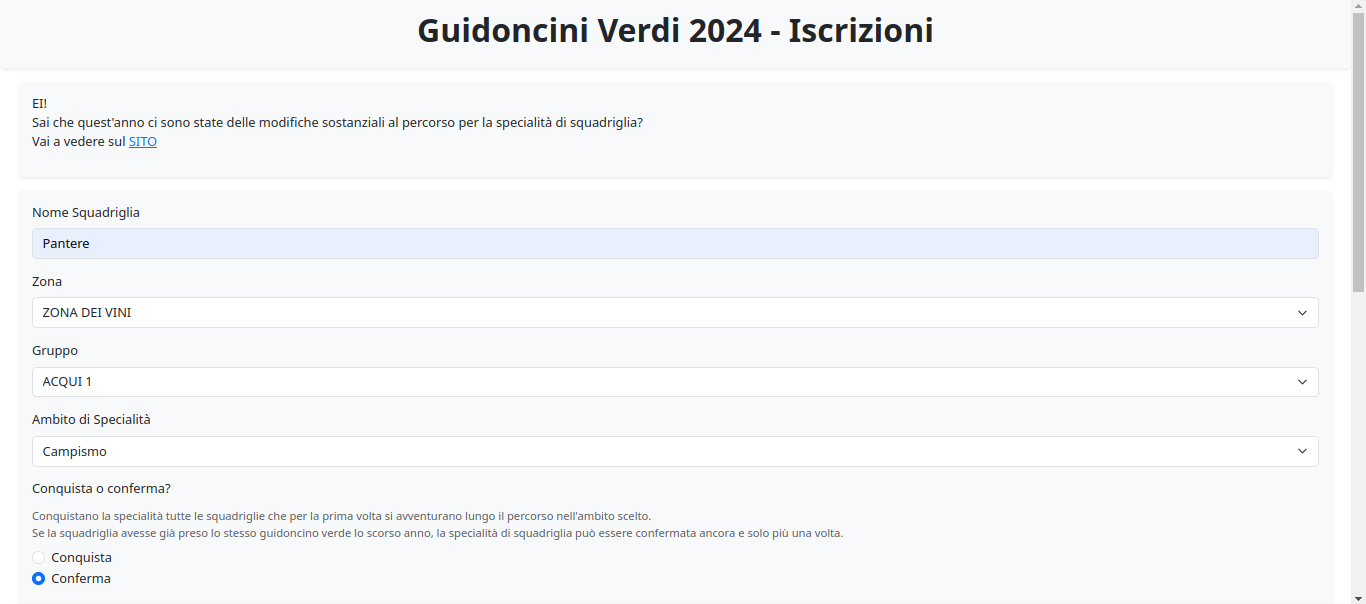 Guidoncini Verdi 2024 - Iscrizioni
EI!
Sai che quest'anno ci sono state delle modifiche sostanziali al percorso per la specialità di squadriglia?
Vai a vedere sul SITO
Nome Squadriglia
Pantere
Zona
ZONA DEI VINI
Gruppo
ACQUI 1
Ambito di Specialità
Campismo
Conquista o conferma?
Conquistano la specialità tutte le squadriglie che per la prima volta si avventurano lungo il percorso nell'ambito scelto.
Se la squadriglia avesse già preso lo stesso guidoncino verde lo scorso anno, la specialità di squadriglia può essere confermata ancora e solo più una volta.
Conquista
Conferma